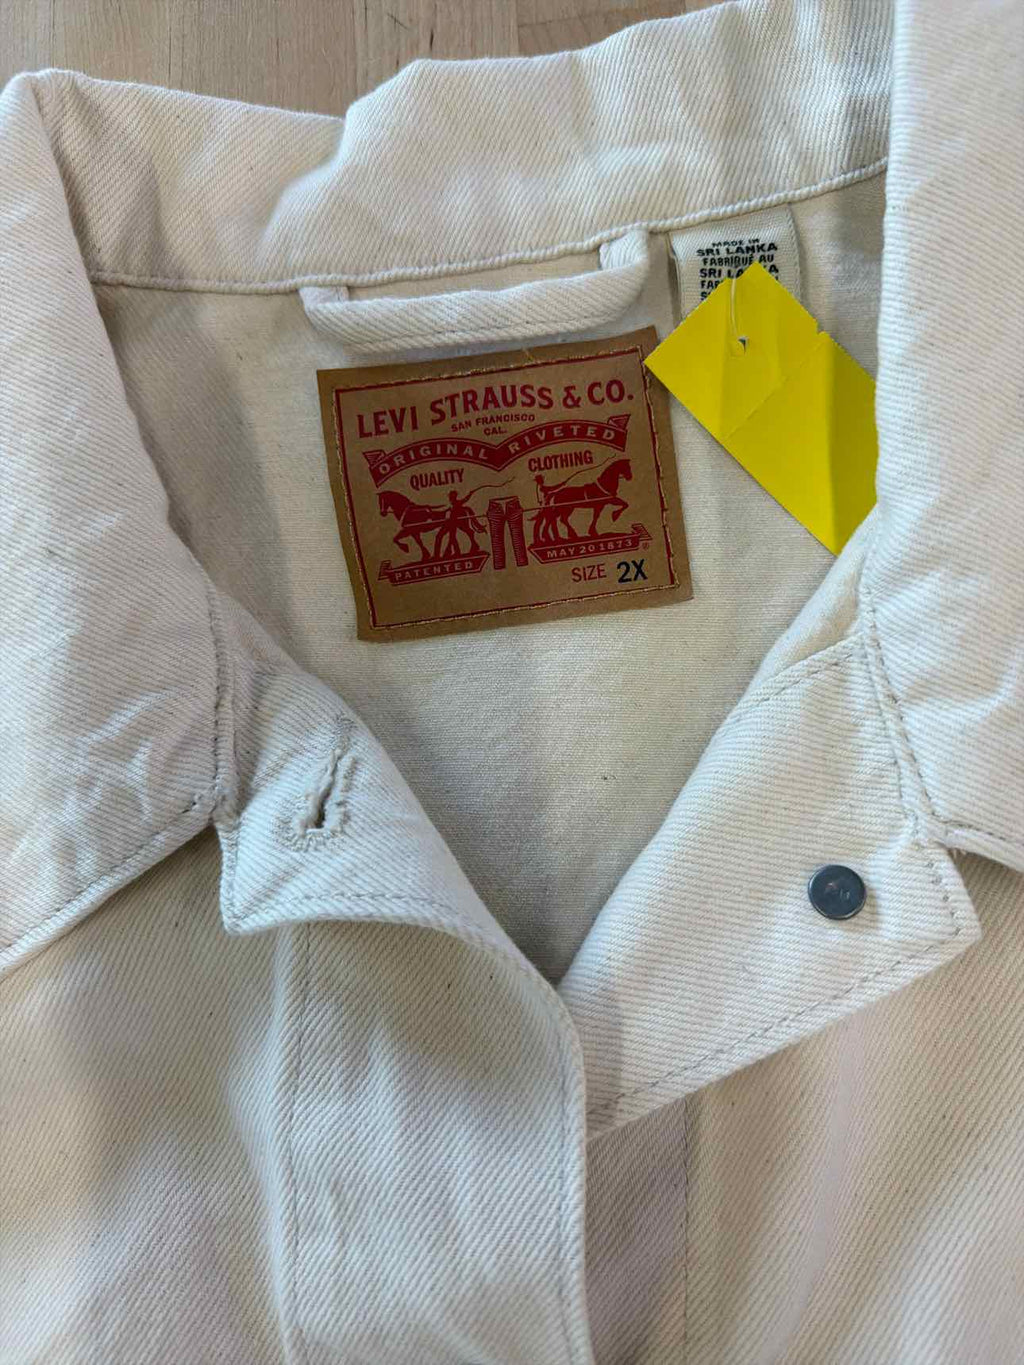 MADE IN
SRI LANKA
FABRIQUÉ AU
SRI LANKA
LEVI STRAUSS & CO.
SAN FRANCISCO
CAL.
ORIGINAL RIVETED
QUALITY CLOTHING
PATENTED MAY 20 1873 ®
SIZE 2X